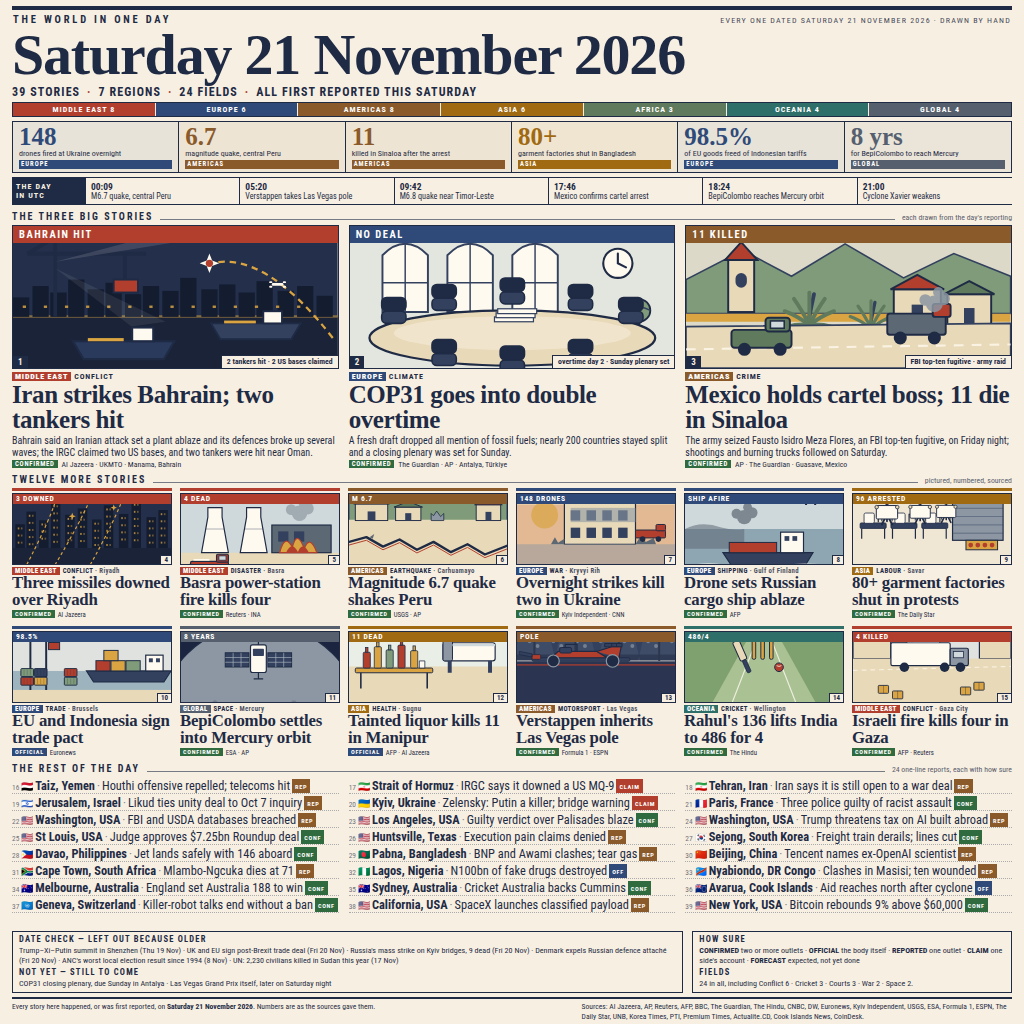 THE WORLD IN ONE DAY
EVERY ONE DATED SATURDAY 21 NOVEMBER 2026 · DRAWN BY HAND
Saturday 21 November 2026
39 STORIES · 7 REGIONS · 24 FIELDS · ALL FIRST REPORTED THIS SATURDAY
MIDDLE EAST 8
EUROPE 6
AMERICAS 8
ASIA 6
AFRICA 3
OCEANIA 4
GLOBAL 4
148
drones fired at Ukraine overnight
EUROPE
6.7
magnitude quake, central Peru
AMERICAS
11
killed in Sinaloa after the arrest
AMERICAS
80+
garment factories shut in Bangladesh
ASIA
98.5%
of EU goods freed of Indonesian tariffs
EUROPE
8 yrs
for BepiColombo to reach Mercury
GLOBAL
THE DAY
IN UTC
00:09
M6.7 quake, central Peru
05:20
Verstappen takes Las Vegas pole
09:42
M6.8 quake near Timor-Leste
17:46
Mexico confirms cartel arrest
18:24
BepiColombo reaches Mercury orbit
21:00
Cyclone Xavier weakens
THE THREE BIG STORIES
each drawn from the day's reporting
BAHRAIN HIT
1
2 tankers hit · 2 US bases claimed
MIDDLE EAST CONFLICT
Iran strikes Bahrain; two
tankers hit
Bahrain said an Iranian attack set a plant ablaze and its defences broke up several
waves; the IRGC claimed two US bases, and two tankers were hit near Oman.
CONFIRMED Al Jazeera · UKMTO · Manama, Bahrain
NO DEAL
2
overtime day 2 · Sunday plenary set
EUROPE CLIMATE
COP31 goes into double
overtime
A fresh draft dropped all mention of fossil fuels; nearly 200 countries stayed split
and a closing plenary was set for Sunday.
CONFIRMED The Guardian · AP · Antalya, Türkiye
11 KILLED
3
FBI top-ten fugitive · army raid
AMERICAS CRIME
Mexico holds cartel boss; 11 die
in Sinaloa
The army seized Fausto Isidro Meza Flores, an FBI top-ten fugitive, on Friday night;
shootings and burning trucks followed on Saturday.
CONFIRMED AP · The Guardian · Guasave, Mexico
TWELVE MORE STORIES
pictured, numbered, sourced
3 DOWNED
4
MIDDLE EAST CONFLICT · Riyadh
Three missiles downed
over Riyadh
CONFIRMED Al Jazeera
4 DEAD
5
MIDDLE EAST DISASTER · Basra
Basra power-station
fire kills four
CONFIRMED Reuters · INA
M 6.7
6
AMERICAS EARTHQUAKE · Carhuamayo
Magnitude 6.7 quake
shakes Peru
CONFIRMED USGS · AP
148 DRONES
7
EUROPE WAR · Kryvyi Rih
Overnight strikes kill
two in Ukraine
CONFIRMED Kyiv Independent · CNN
SHIP AFIRE
8
EUROPE SHIPPING · Gulf of Finland
Drone sets Russian
cargo ship ablaze
CONFIRMED AFP
96 ARRESTED
9
ASIA LABOUR · Savar
80+ garment factories
shut in protests
CONFIRMED The Daily Star
98.5%
10
EUROPE TRADE · Brussels
EU and Indonesia sign
trade pact
OFFICIAL Euronews
8 YEARS
11
GLOBAL SPACE · Mercury
BepiColombo settles
into Mercury orbit
CONFIRMED ESA · AP
11 DEAD
12
ASIA HEALTH · Sugnu
Tainted liquor kills 11
in Manipur
OFFICIAL AFP · Al Jazeera
POLE
13
AMERICAS MOTORSPORT · Las Vegas
Verstappen inherits
Las Vegas pole
CONFIRMED Formula 1 · ESPN
486/4
14
OCEANIA CRICKET · Wellington
Rahul's 136 lifts India
to 486 for 4
CONFIRMED The Hindu
4 KILLED
15
MIDDLE EAST CONFLICT · Gaza City
Israeli fire kills four in
Gaza
CONFIRMED AFP · Reuters
THE REST OF THE DAY
24 one-line reports, each with how sure
16 Taiz, Yemen · Houthi offensive repelled; telecoms hit REP
17 Strait of Hormuz · IRGC says it downed a US MQ-9 CLAIM
18 Tehran, Iran · Iran says it is still open to a war deal REP
19 Jerusalem, Israel · Likud ties unity deal to Oct 7 inquiry REP
20 Kyiv, Ukraine · Zelensky: Putin a killer; bridge warning CLAIM
21 Paris, France · Three police guilty of racist assault CONF
22 Washington, USA · FBI and USDA databases breached REP
23 Los Angeles, USA · Guilty verdict over Palisades blaze CONF
24 Washington, USA · Trump threatens tax on AI built abroad REP
25 St Louis, USA · Judge approves $7.25bn Roundup deal CONF
26 Huntsville, Texas · Execution pain claims denied REP
27 Sejong, South Korea · Freight train derails; lines cut CONF
28 Davao, Philippines · Jet lands safely with 146 aboard CONF
29 Pabna, Bangladesh · BNP and Awami clashes; tear gas REP
30 Beijing, China · Tencent names ex-OpenAI scientist REP
31 Cape Town, South Africa · Mlambo-Ngcuka dies at 71 REP
32 Lagos, Nigeria · N100bn of fake drugs destroyed OFF
33 Nyabiondo, DR Congo · Clashes in Masisi; ten wounded REP
34 Melbourne, Australia · England set Australia 188 to win CONF
35 Sydney, Australia · Cricket Australia backs Cummins CONF
36 Avarua, Cook Islands · Aid reaches north after cyclone OFF
37 Geneva, Switzerland · Killer-robot talks end without a ban CONF
38 California, USA · SpaceX launches classified payload REP
39 New York, USA · Bitcoin rebounds 9% above $60,000 CONF
DATE CHECK — LEFT OUT BECAUSE OLDER
Trump–Xi–Putin summit in Shenzhen (Thu 19 Nov) · UK and EU sign post-Brexit trade deal (Fri 20 Nov) · Russia's mass strike on Kyiv bridges, 9 dead (Fri 20 Nov) · Denmark expels Russian defence attaché
(Fri 20 Nov) · ANC's worst local election result since 1994 (8 Nov) · UN: 2,230 civilians killed in Sudan this year (17 Nov)
NOT YET — STILL TO COME
COP31 closing plenary, due Sunday in Antalya · Las Vegas Grand Prix itself, later on Saturday night
HOW SURE
CONFIRMED two or more outlets · OFFICIAL the body itself · REPORTED one outlet · CLAIM one
side's account · FORECAST expected, not yet done
FIELDS
24 in all, including Conflict 6 · Cricket 3 · Courts 3 · War 2 · Space 2.
Every story here happened, or was first reported, on Saturday 21 November 2026. Numbers are as the sources gave them.
Sources: Al Jazeera, AP, Reuters, AFP, BBC, The Guardian, The Hindu, CNBC, DW, Euronews, Kyiv Independent, USGS, ESA, Formula 1, ESPN, The
Daily Star, UNB, Korea Times, PTI, Premium Times, Actualite.CD, Cook Islands News, CoinDesk.